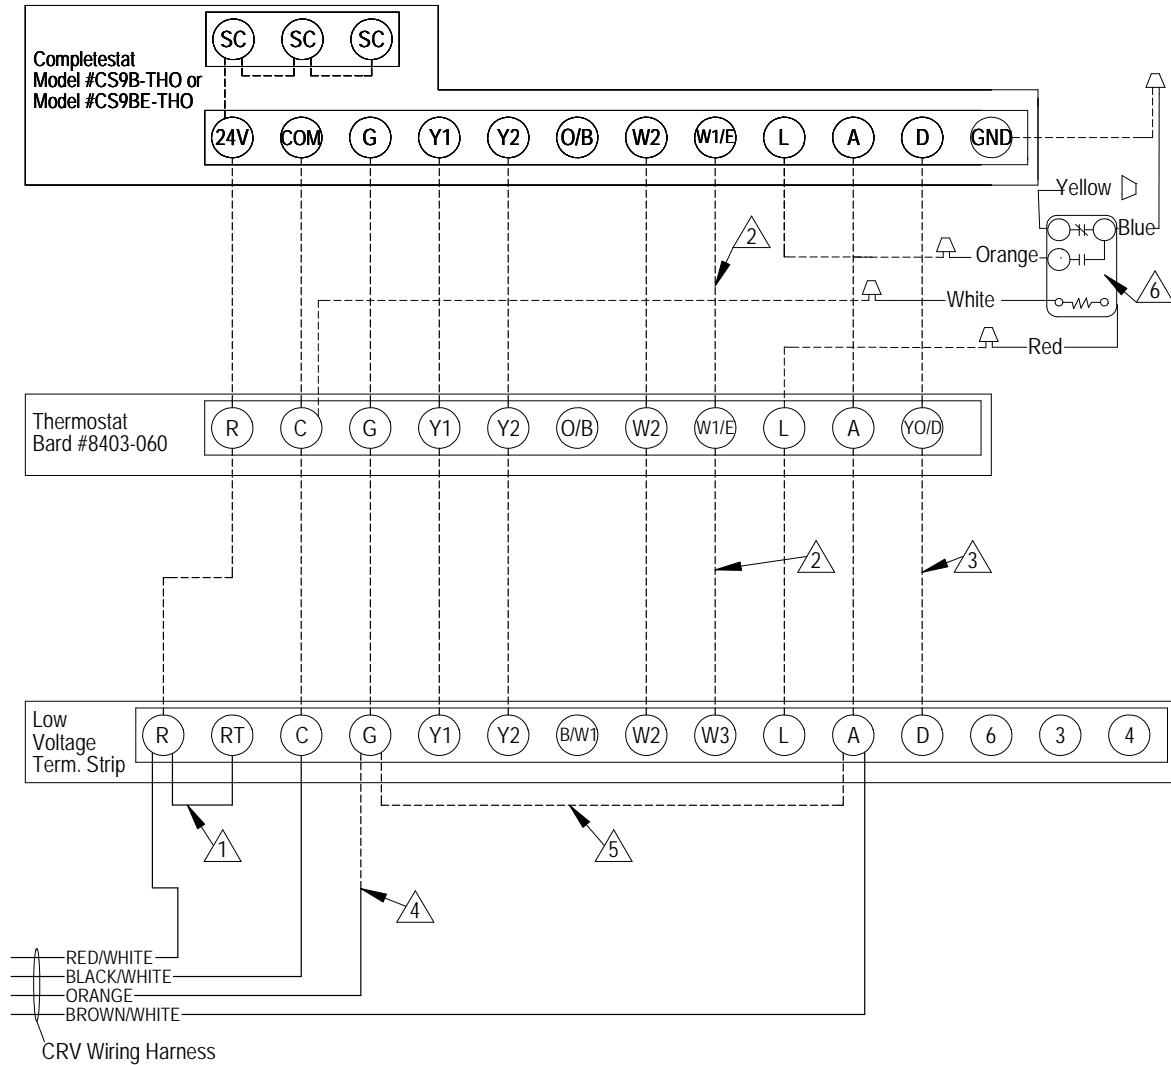 SC SC SC
Completestat
Model #CS9B-THO or
Model #CS9BE-THO
24V COM G Y1 Y2 O/B W2 W1/E L A D GND
Yellow
Blue
2
Orange
6
White
Red
Thermostat
Bard #8403-060
R C G Y1 Y2 O/B W2 W1/E L A YO/D
2
3
Low
Voltage
Term. Strip
R RT C G Y1 Y2 B/W1 W2 W3 L A D 6 3 4
1
5
4
RED/WHITE
BLACK/WHITE
ORANGE
BROWN/WHITE
CRV Wiring Harness